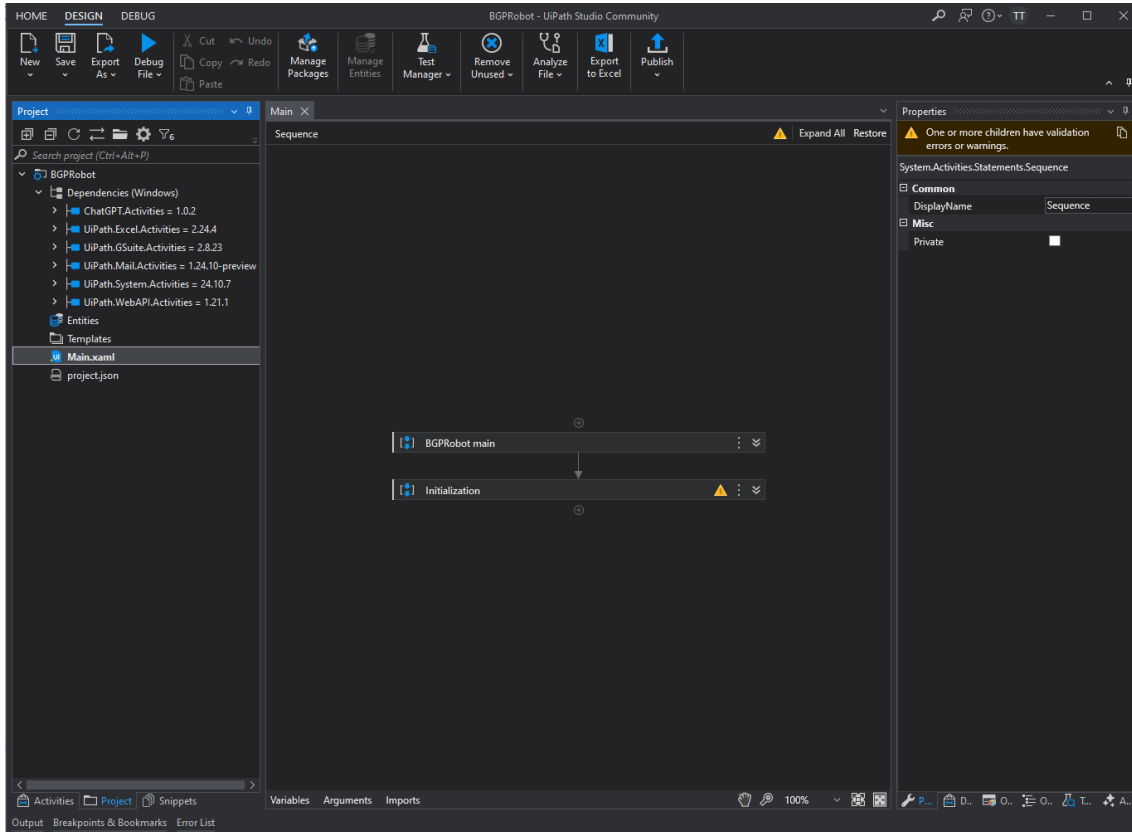 HOME DESIGN DEBUG BGPRobot - UiPath Studio Community TT
New Save Export As Debug File Cut Undo Copy Redo Paste Manage Packages Manage Entities Test Manager Remove Unused Analyze File Export to Excel Publish
Project
Search project (Ctrl+Alt+P)
BGPRobot
Dependencies (Windows)
ChatGPT.Activities = 1.0.2
UiPath.Excel.Activities = 2.24.4
UiPath.GSuite.Activities = 2.8.23
UiPath.Mail.Activities = 1.24.10-preview
UiPath.System.Activities = 24.10.7
UiPath.WebAPI.Activities = 1.21.1
Entities
Templates
Main.xaml
project.json
Activities Project Snippets
Main
Sequence Expand All Restore
BGPRobot main
Initialization
Variables Arguments Imports 100%
Properties
One or more children have validation
errors or warnings.
System.Activities.Statements.Sequence
Common
DisplayName Sequence
Misc
Private
P... D.. O.. O.. T... A..
Output Breakpoints & Bookmarks Error List